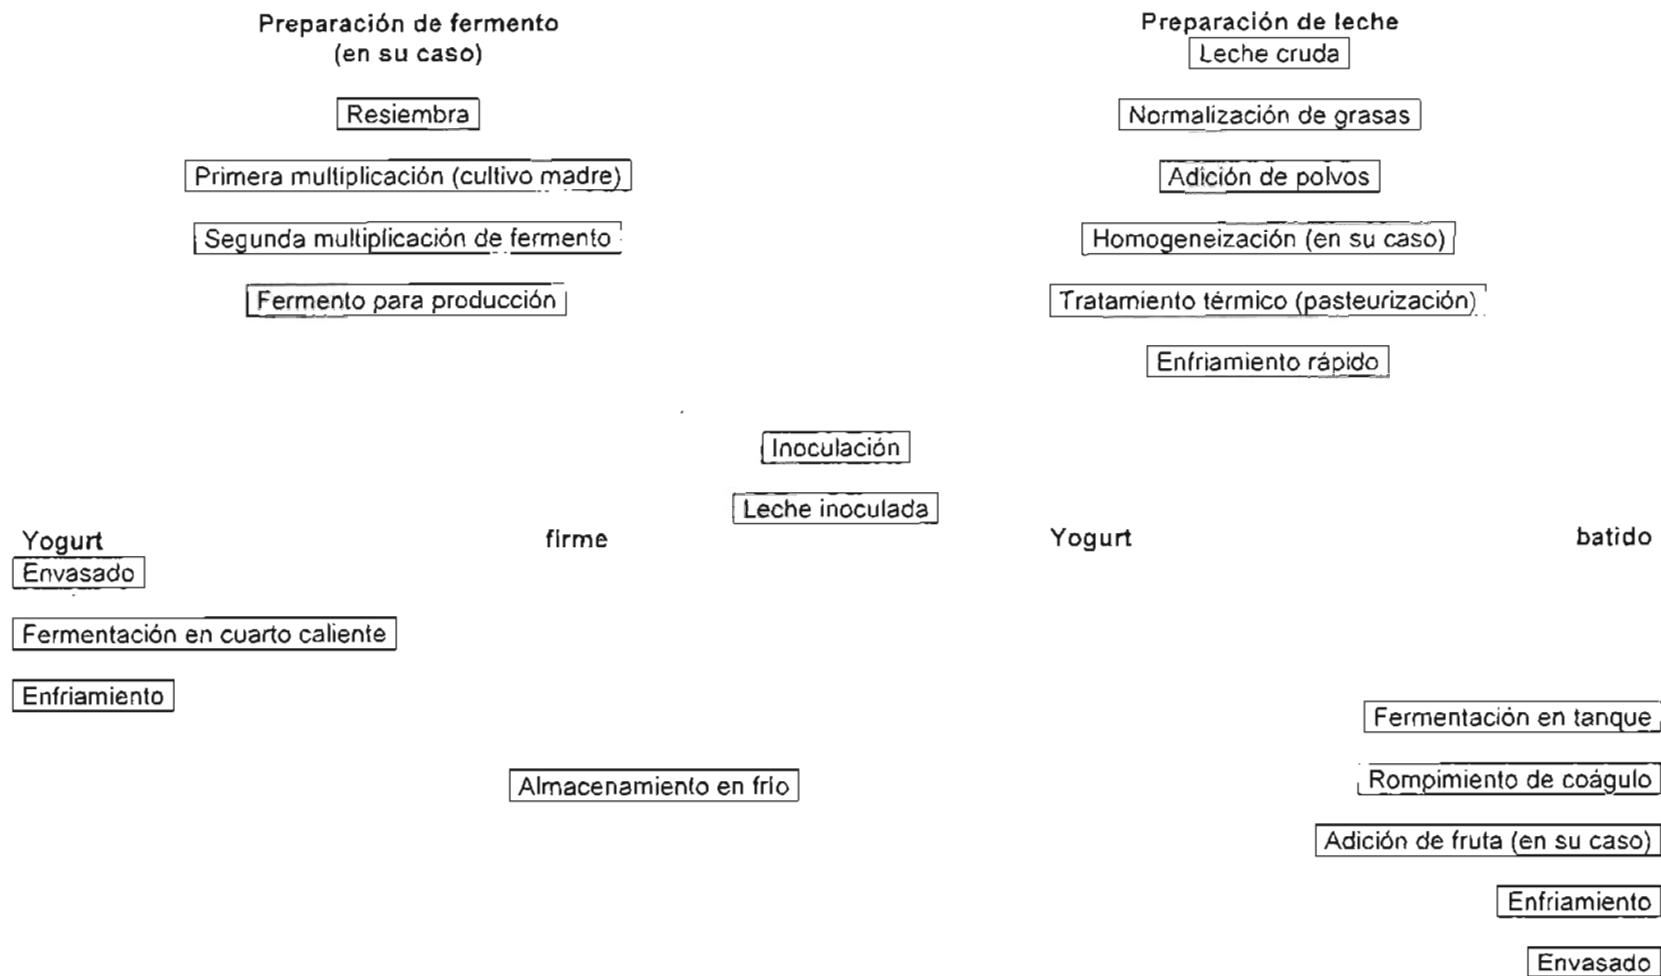 Preparación de fermento
(en su caso)
Resiembra
Primera multiplicación (cultivo madre)
Segunda multiplicación de fermento
Fermento para producción
Preparación de leche
Leche cruda
Normalización de grasas
Adición de polvos
Homogeneización (en su caso)
Tratamiento térmico (pasteurización)
Enfriamiento rápido
Inoculación
Leche inoculada
Yogurt firme
Envasado
Fermentación en cuarto caliente
Enfriamiento
Almacenamiento en frío
Yogurt batido
Fermentación en tanque
Rompimiento de coágulo
Adición de fruta (en su caso)
Enfriamiento
Envasado